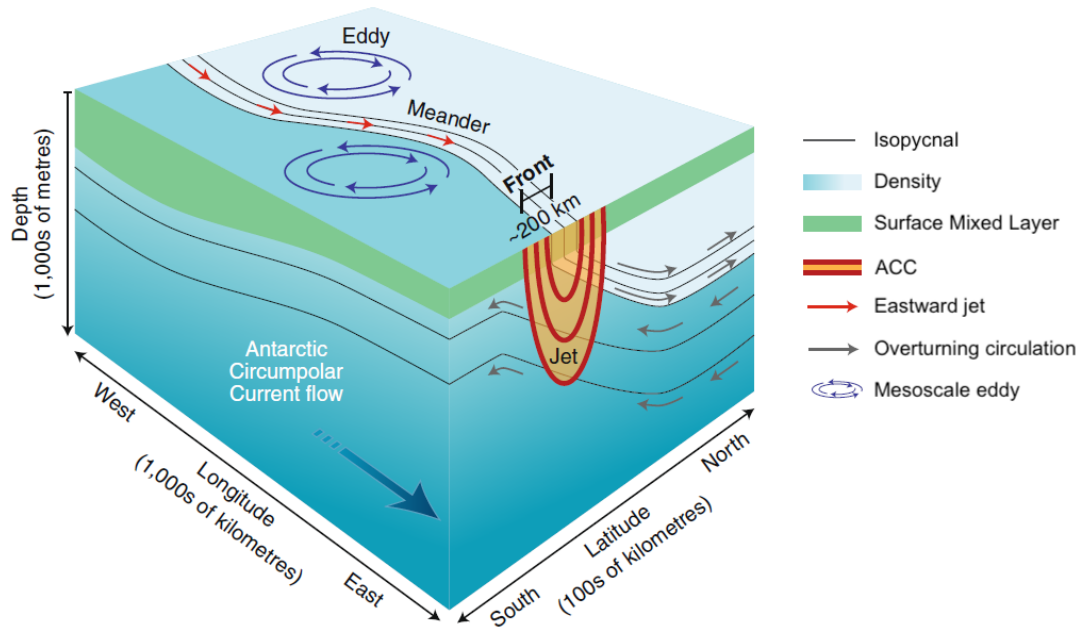 Eddy
Meander
Front
~200 km
Depth
(1,000s of metres)
Jet
Antarctic
Circumpolar
Current flow
West
Longitude
(1,000s of kilometres)
East
South
Latitude
(100s of kilometres)
North
Isopycnal
Density
Surface Mixed Layer
ACC
Eastward jet
Overturning circulation
Mesoscale eddy